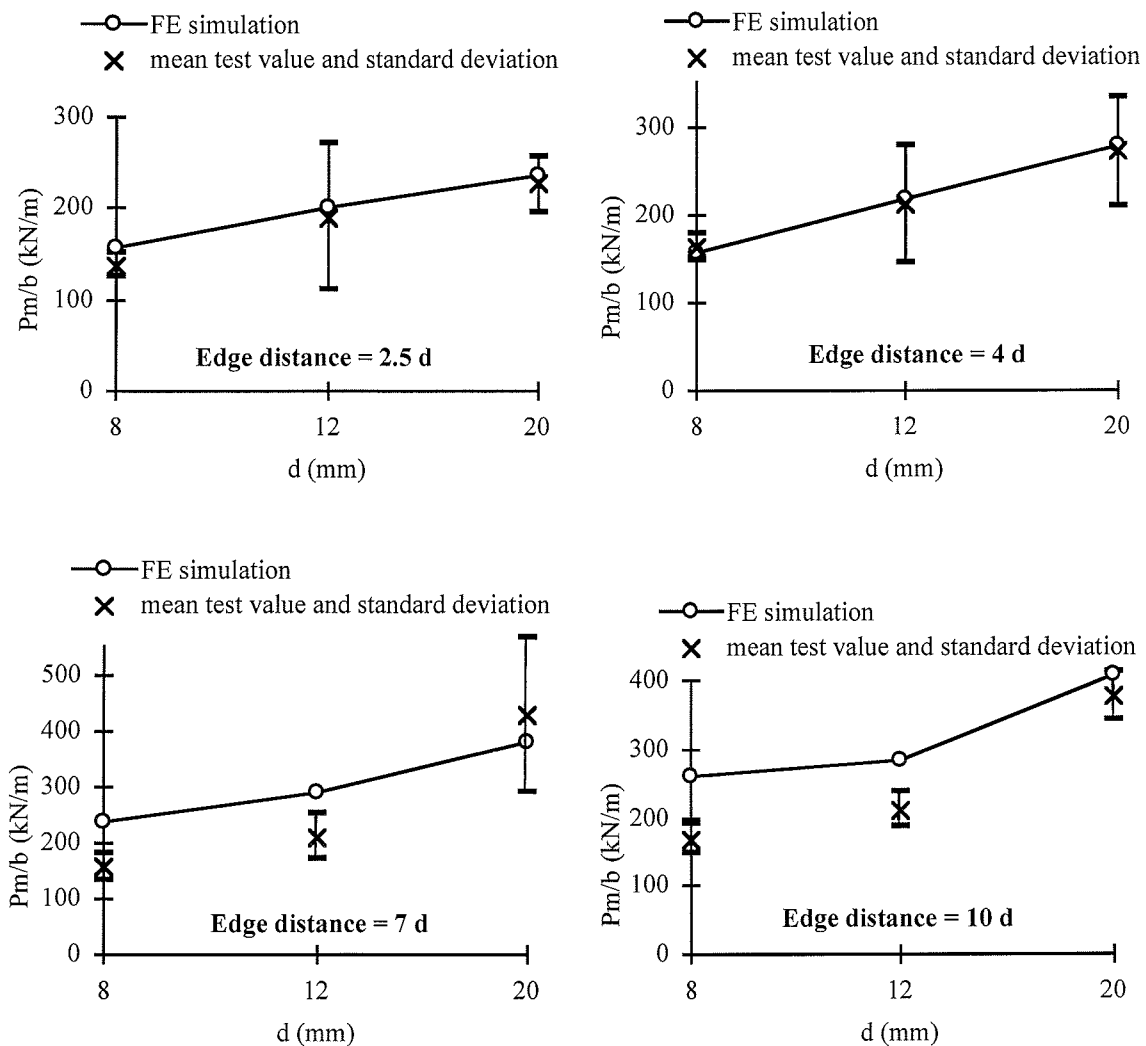 FE simulation
mean test value and standard deviation
300
200
100
0
Pm/b (kN/m)
Edge distance = 2.5 d
8 12 20
d (mm)
FE simulation
mean test value and standard deviation
300
200
100
0
Pm/b (kN/m)
Edge distance = 4 d
8 12 20
d (mm)
FE simulation
mean test value and standard deviation
500
400
300
200
100
0
Pm/b (kN/m)
Edge distance = 7 d
8 12 20
d (mm)
FE simulation
mean test value and standard deviation
400
300
200
100
0
Pm/b (kN/m)
Edge distance = 10 d
8 12 20
d (mm)